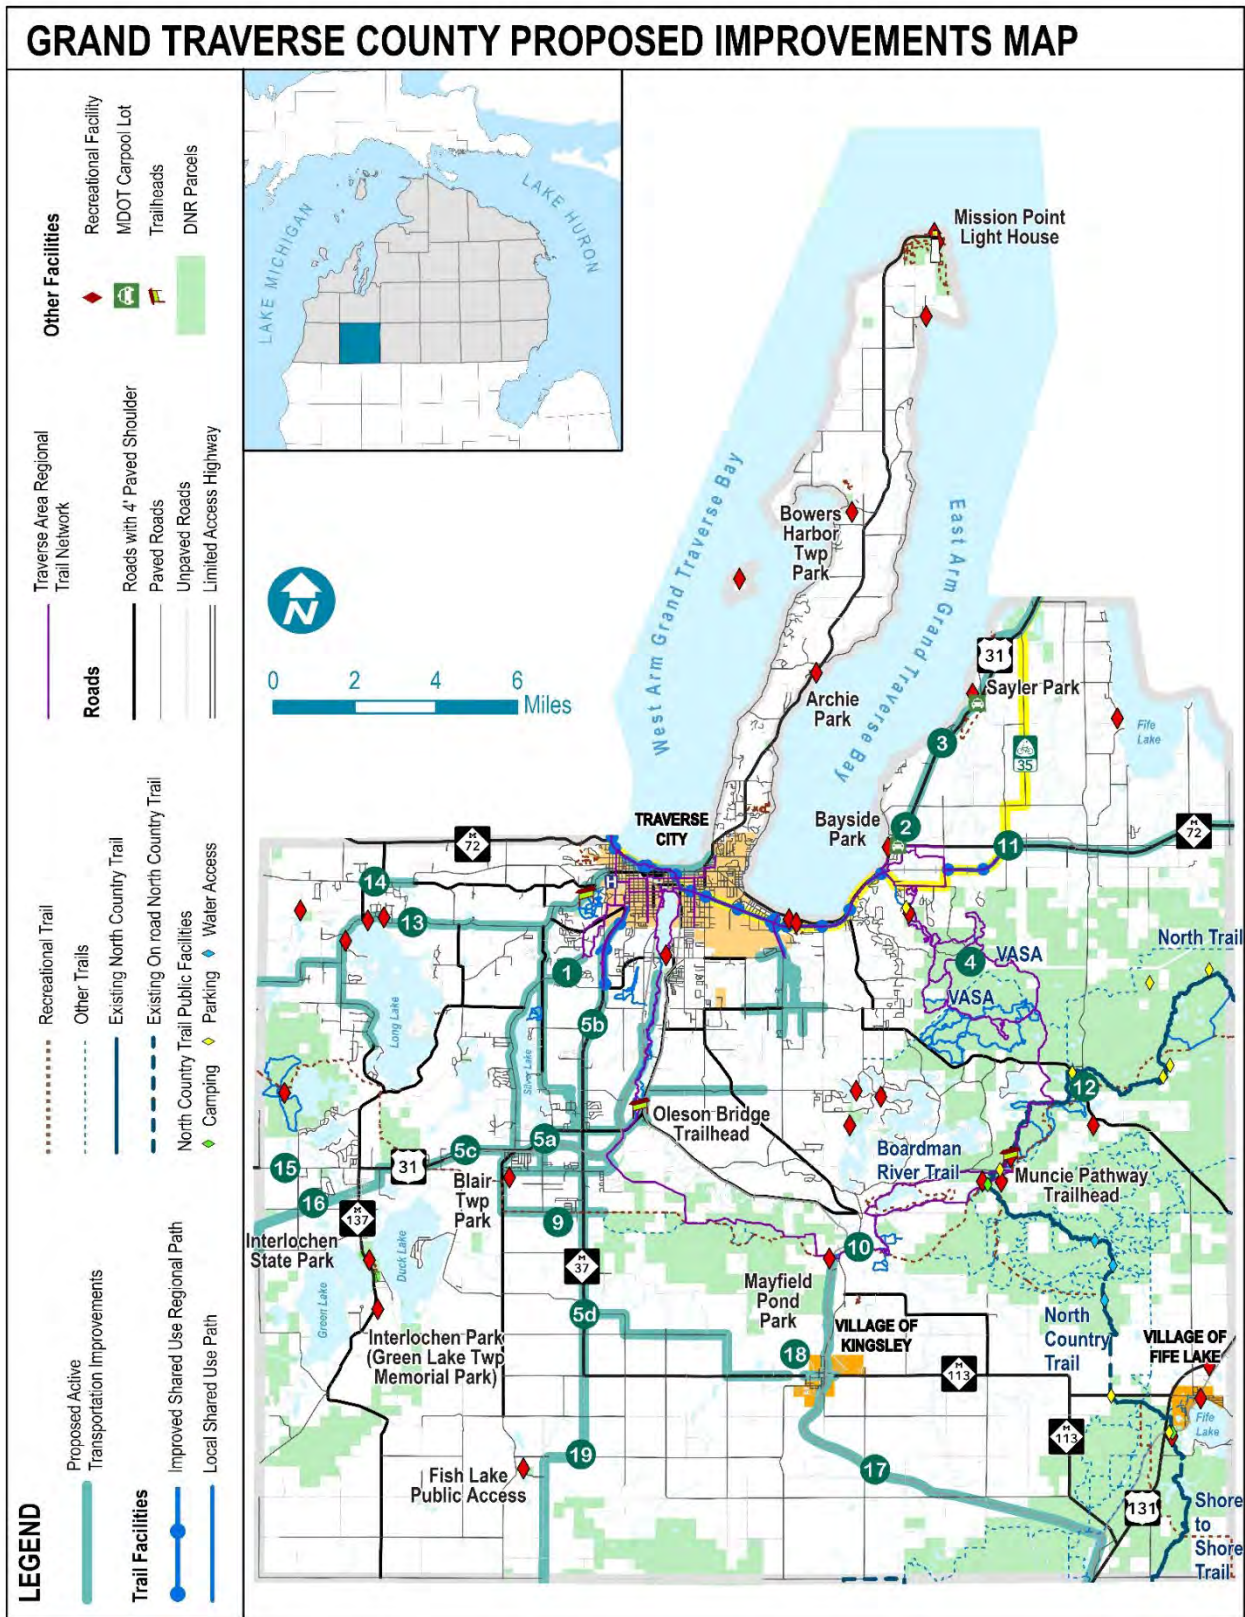 GRAND TRAVERSE COUNTY PROPOSED IMPROVEMENTS MAP
LEGEND
Proposed Active
Transportation Improvements
Trail Facilities
Improved Shared Use Regional Path
Local Shared Use Path
Recreational Trail
Other Trails
Existing North Country Trail
Existing On road North Country Trail
North Country Trail Public Facilities
Camping
Parking
Water Access
Traverse Area Regional
Trail Network
Roads
Roads with 4' Paved Shoulder
Paved Roads
Unpaved Roads
Limited Access Highway
Other Facilities
Recreational Facility
MDOT Carpool Lot
Trailheads
DNR Parcels
LAKE MICHIGAN
LAKE HURON
N
0 2 4 6
Miles
Mission Point
Light House
West Arm Grand Traverse Bay
East Arm Grand Traverse Bay
Bowers
Harbor
Twp
Park
Archie
Park
31
Sayler Park
3
35
Fife
Lake
TRAVERSE
CITY
Bayside
Park
2
11
M
72
M
72
14
13
H
1
5b
Long Lake
Silver Lake
4
VASA
VASA
North Trail
12
Oleson Bridge
Trailhead
5a
5c
31
15
16
M
137
Blair
Twp
Park
9
Boardman
River Trail
Muncie Pathway
Trailhead
10
Interlochen
State Park
Duck Lake
Green Lake
M
37
Mayfield
Pond
Park
5d
Interlochen Park
(Green Lake Twp
Memorial Park)
18
VILLAGE OF
KINGSLEY
M
113
North
Country
Trail
VILLAGE OF
FIFE LAKE
Fife
Lake
M
113
19
Fish Lake
Public Access
17
131
Shore
to
Shore
Trail